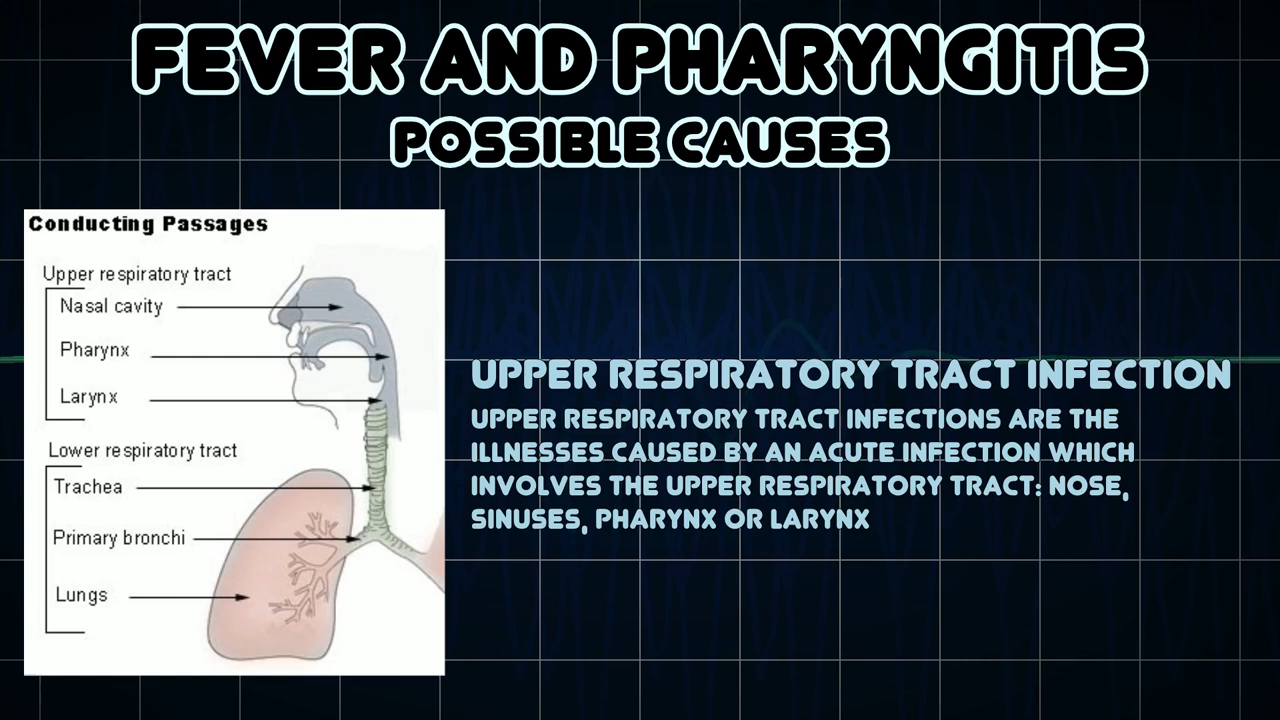 FEVER AND PHARYNGITIS
POSSIBLE CAUSES
Conducting Passages
Upper respiratory tract
Nasal cavity
Pharynx
Larynx
Lower respiratory tract
Trachea
Primary bronchi
Lungs
UPPER RESPIRATORY TRACT INFECTION
UPPER RESPIRATORY TRACT INFECTIONS ARE THE
ILLNESSES CAUSED BY AN ACUTE INFECTION WHICH
INVOLVES THE UPPER RESPIRATORY TRACT: NOSE,
SINUSES, PHARYNX OR LARYNX